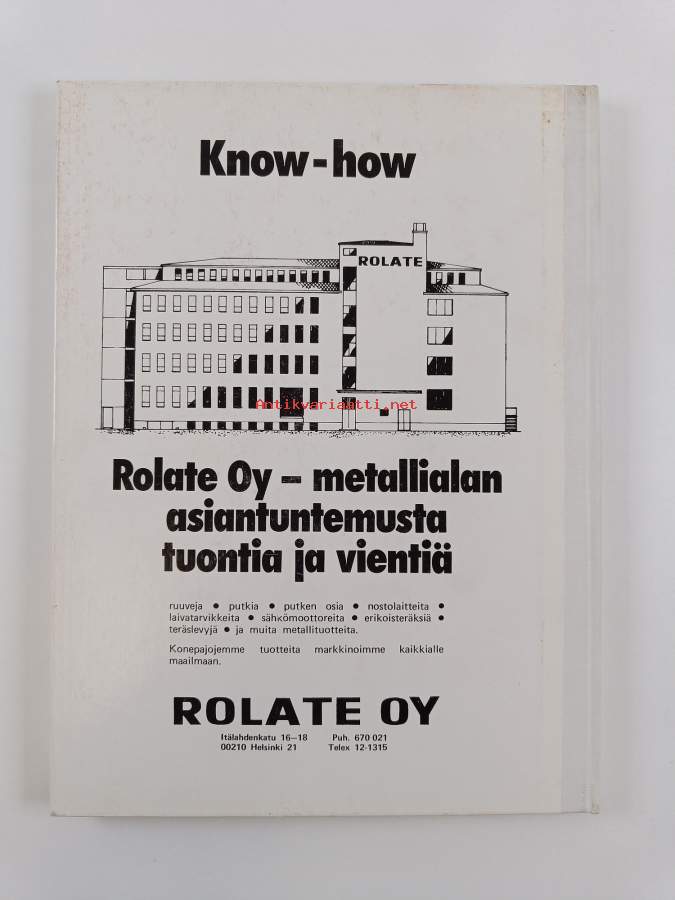 Know-how
ROLATE
Antikvariaatti.net
Rolate Oy – metallialan
asiantuntemusta
tuontia ja vientiä
ruuveja ● putkia ● putken osia ● nostolaitteita ●
laivatarvikkeita ● sähkömoottoreita ● erikoisteräksiä ●
teräslevyjä ● ja muita metallituotteita.
Konepajojemme tuotteita markkinoimme kaikkialle
maailmaan.
ROLATE OY
Itälahdenkatu 16–18 Puh. 670 021
00210 Helsinki 21 Telex 12-1315